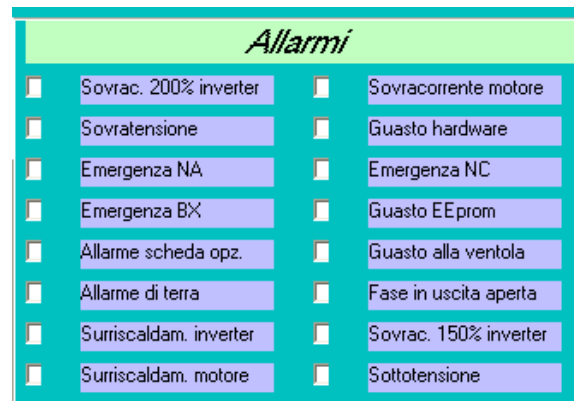 Allarmi
Sovrac. 200% inverter
Sovracorrente motore
Sovratensione
Guasto hardware
Emergenza NA
Emergenza NC
Emergenza BX
Guasto EEprom
Allarme scheda opz.
Guasto alla ventola
Allarme di terra
Fase in uscita aperta
Surriscaldam. inverter
Sovrac. 150% inverter
Surriscaldam. motore
Sottotensione